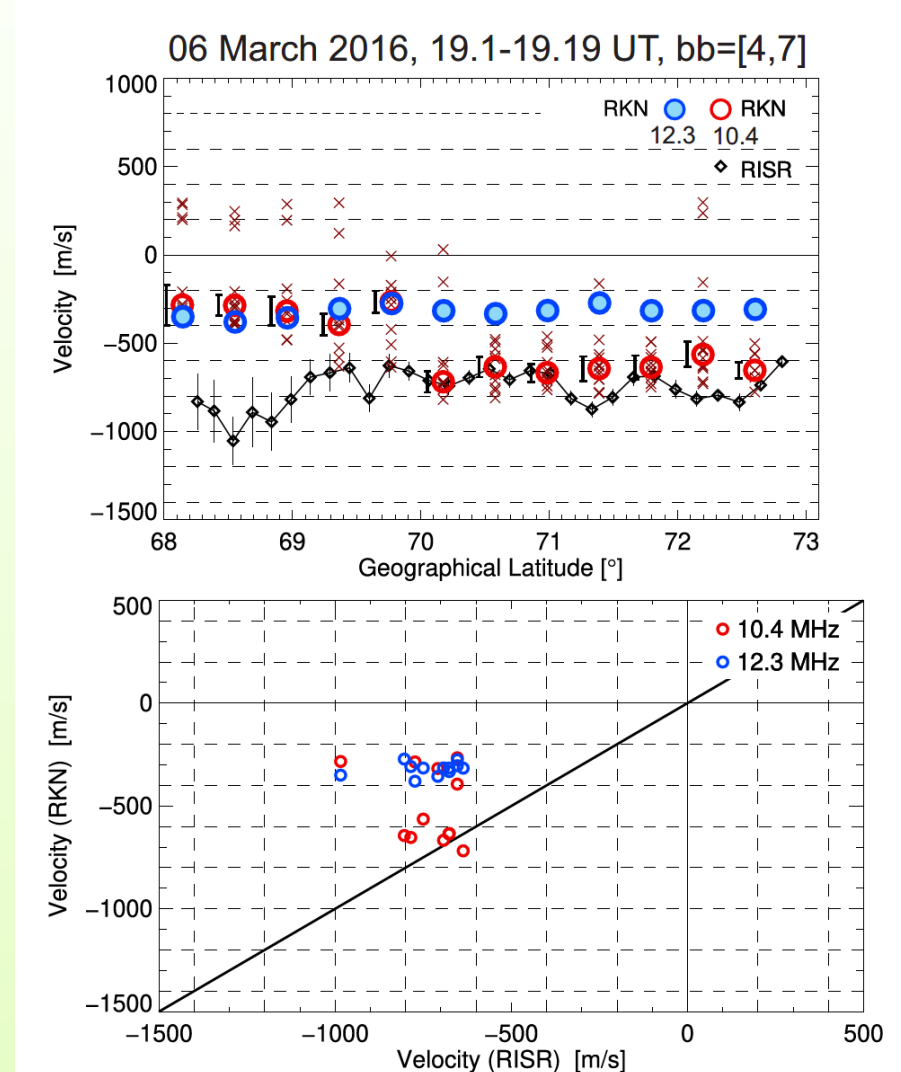 06 March 2016, 19.1-19.19 UT, bb=[4,7]
1000
500
0
−500
−1000
−1500
Velocity [m/s]
RKN RKN
12.3 10.4
RISR
68 69 70 71 72 73
Geographical Latitude [°]
500
0
−500
−1000
−1500
Velocity (RKN) [m/s]
10.4 MHz
12.3 MHz
−1500 −1000 −500 0 500
Velocity (RISR) [m/s]